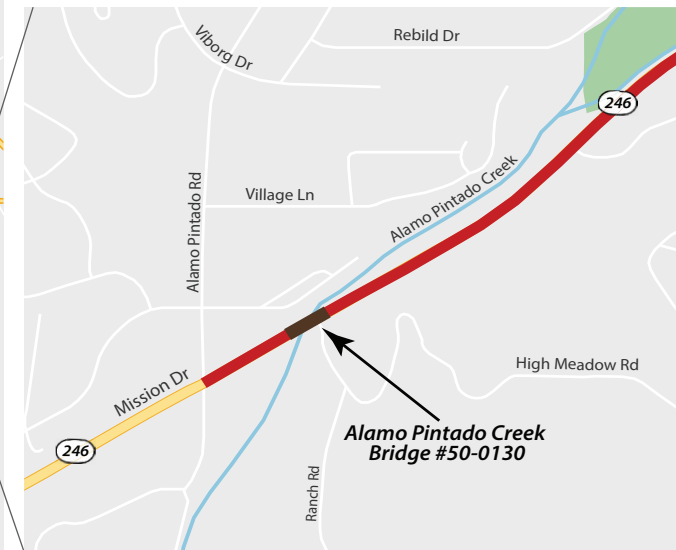 Viborg Dr
Rebild Dr
246
Alamo Pintado Rd
Village Ln
Alamo Pintado Creek
Mission Dr
246
High Meadow Rd
Alamo Pintado Creek
Bridge #50-0130
Ranch Rd